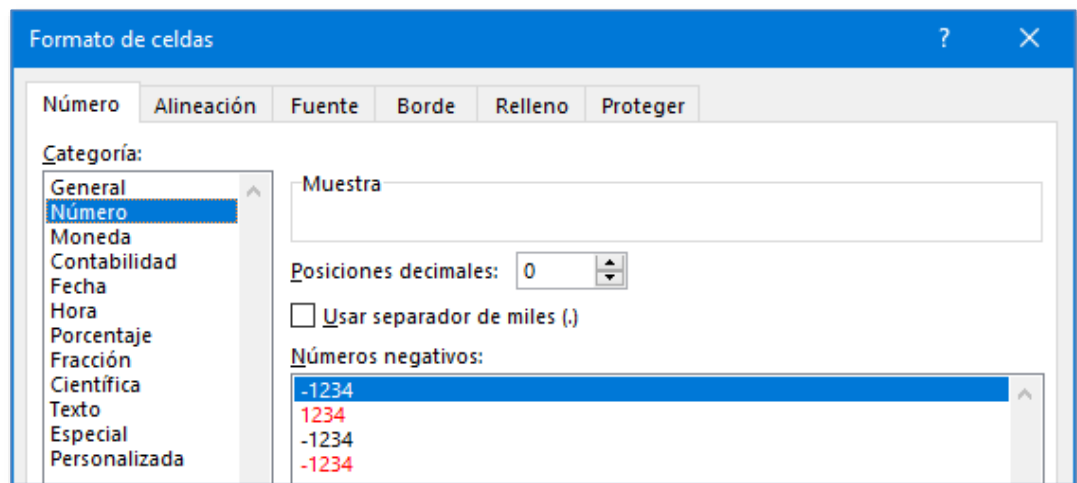 Formato de celdas ? ×
Número Alineación Fuente Borde Relleno Proteger
Categoría:
General
Número
Moneda
Contabilidad
Fecha
Hora
Porcentaje
Fracción
Científica
Texto
Especial
Personalizada
Muestra
Posiciones decimales: 0
Usar separador de miles (.)
Números negativos:
-1234
1234
-1234
-1234